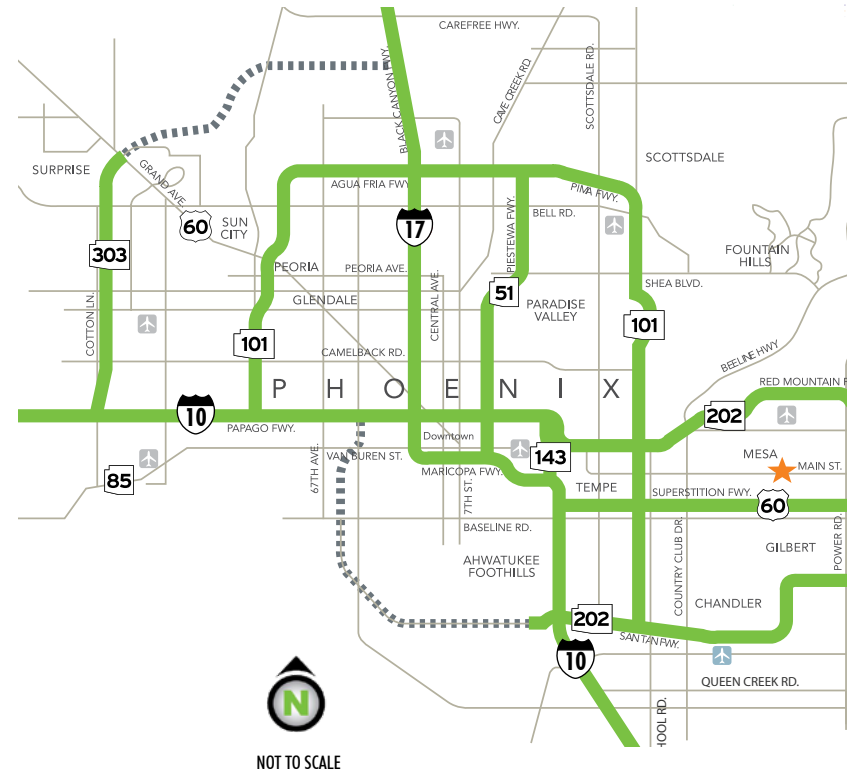 CAREFREE HWY.
BLACK CANYON FWY.
CAVE CREEK RD.
SCOTTSDALE RD.
SURPRISE
GRAND AVE.
SCOTTSDALE
AGUA FRIA FWY.
PIMA FWY.
60
SUN
CITY
17
PIESTEWA FWY.
BELL RD.
303
FOUNTAIN
HILLS
PEORIA
PEORIA AVE.
51
SHEA BLVD.
GLENDALE
CENTRAL AVE.
PARADISE
VALLEY
COTTON LN.
101
101
CAMELBACK RD.
BEELINE HWY
PHOENIX
RED MOUNTAIN
10
202
PAPAGO FWY.
Downtown
67TH AVE.
VAN BUREN ST.
143
MESA
MAIN ST.
85
MARICOPA FWY.
7TH ST.
TEMPE
SUPERSTITION FWY.
60
BASELINE RD.
COUNTRY CLUB DR.
POWER RD.
GILBERT
AHWATUKEE
FOOTHILLS
CHANDLER
202
SANTAN FWY.
10
QUEEN CREEK RD.
N
NOT TO SCALE